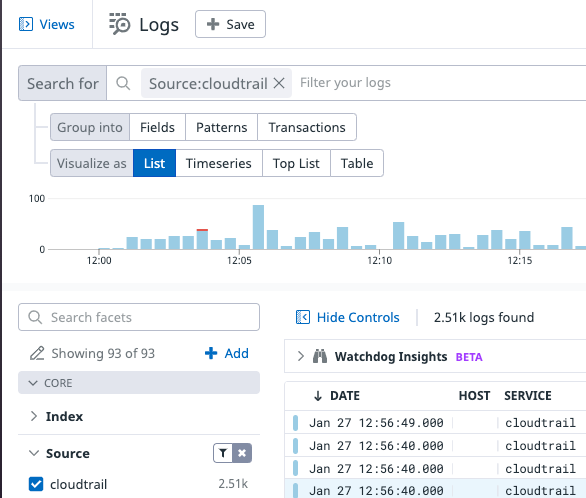 Views
Logs
Save
Search for Source:cloudtrail Filter your logs
Group into Fields Patterns Transactions
Visualize as List Timeseries Top List Table
100
0
12:00 12:05 12:10 12:15
Search facets
Showing 93 of 93 Add
CORE
Index
Source
cloudtrail 2.51k
Hide Controls 2.51k logs found
Watchdog Insights BETA
DATE HOST SERVICE
Jan 27 12:56:49.000 cloudtrail
Jan 27 12:56:40.000 cloudtrail
Jan 27 12:56:40.000 cloudtrail
Jan 27 12:56:40.000 cloudtrail